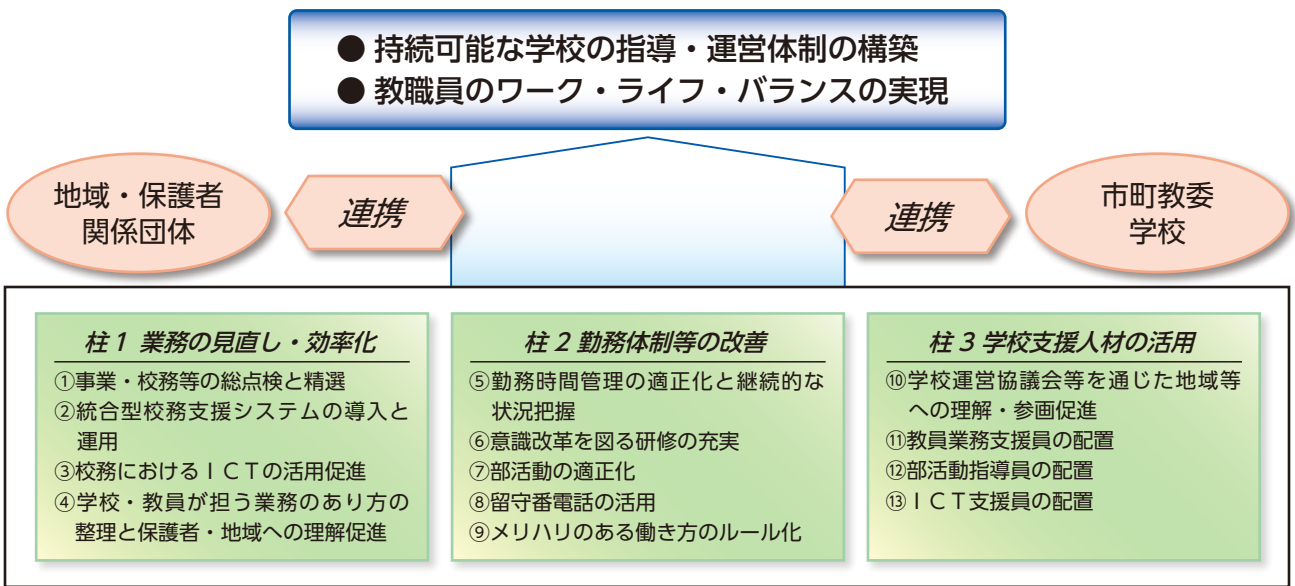 ● 持続可能な学校の指導・運営体制の構築
● 教職員のワーク・ライフ・バランスの実現
地域・保護者
関係団体
連携
連携
市町教委
学校
柱１ 業務の見直し・効率化
①事業・校務等の総点検と精選
②統合型校務支援システムの導入と
運用
③校務におけるＩＣＴの活用促進
④学校・教員が担う業務のあり方の
整理と保護者・地域への理解促進
柱２ 勤務体制等の改善
⑤勤務時間管理の適正化と継続的な
状況把握
⑥意識改革を図る研修の充実
⑦部活動の適正化
⑧留守番電話の活用
⑨メリハリのある働き方のルール化
柱３ 学校支援人材の活用
⑩学校運営協議会等を通じた地域等
への理解・参画促進
⑪教員業務支援員の配置
⑫部活動指導員の配置
⑬ＩＣＴ支援員の配置